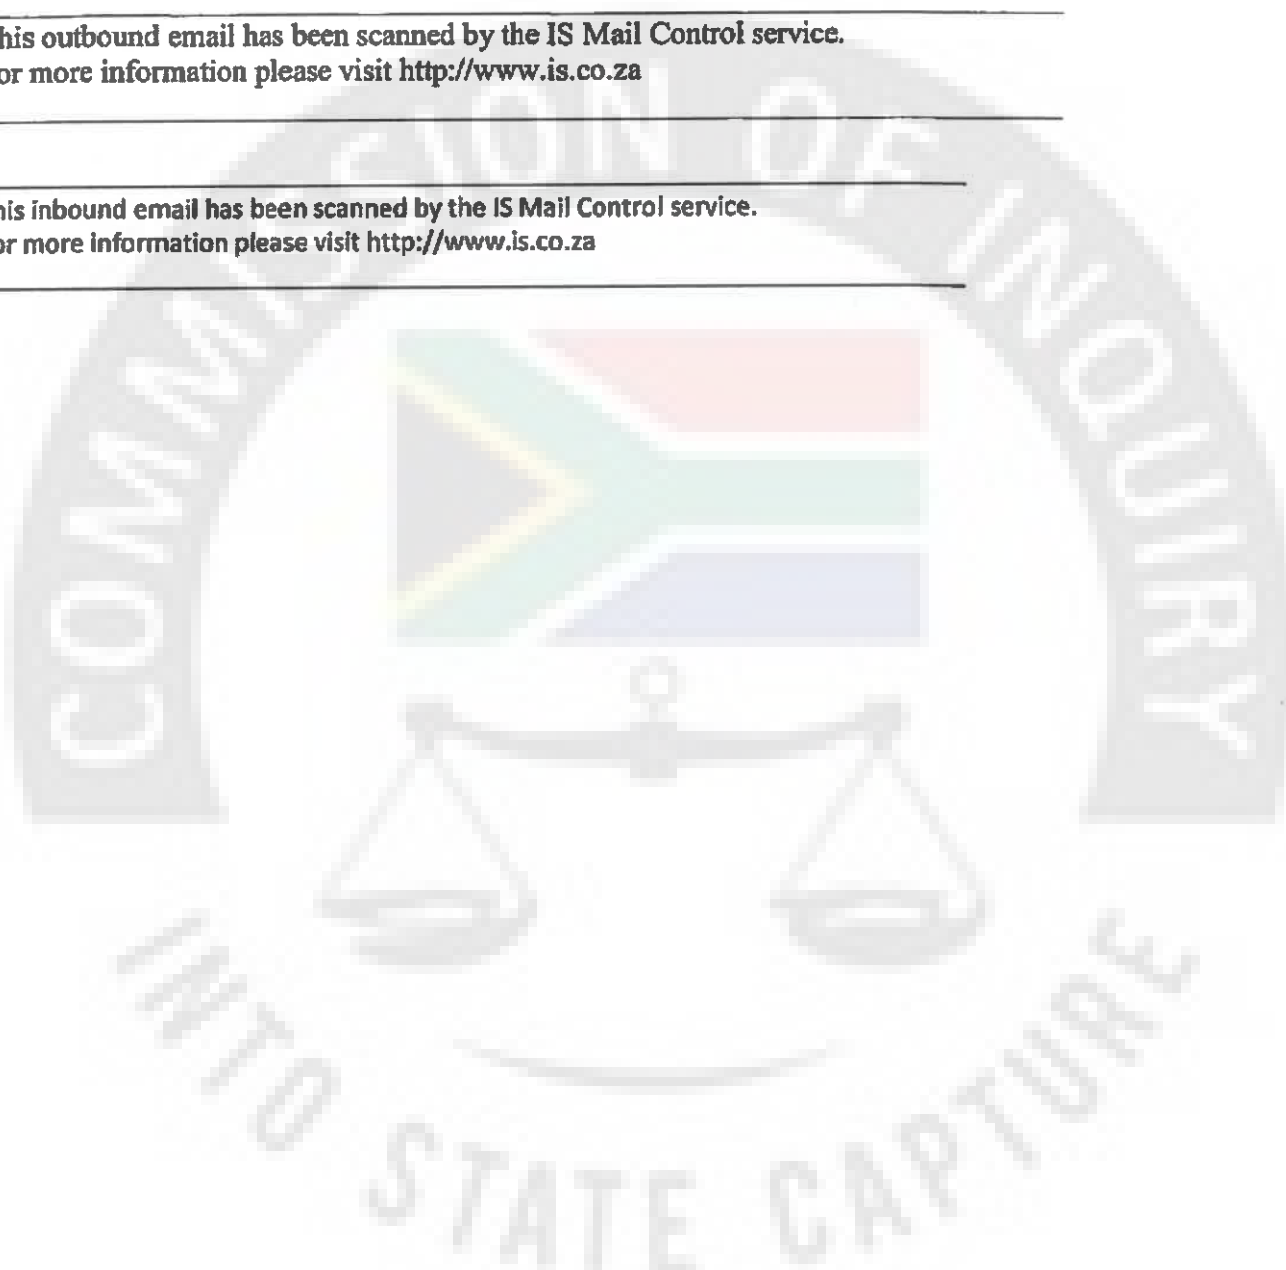 his outbound email has been scanned by the IS Mail Control service.
or more information please visit http://www.is.co.za
his inbound email has been scanned by the IS Mail Control service.
or more information please visit http://www.is.co.za
COMMISSION OF INQUIRY
INTO STATE CAPTURE